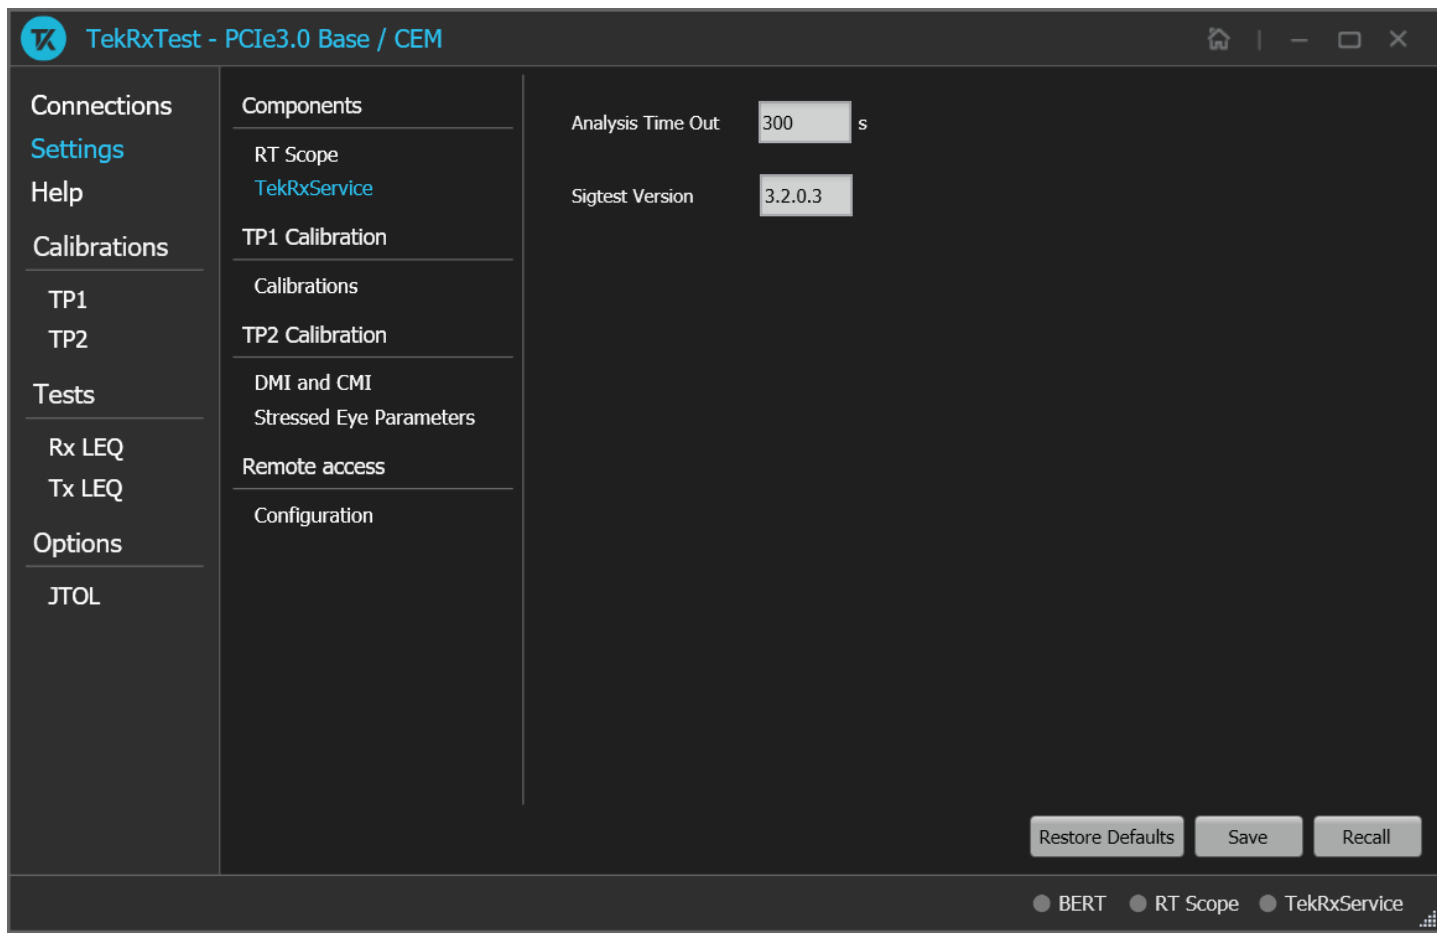 TK TekRxTest - PCIe3.0 Base / CEM
Connections
Settings
Help
Calibrations
TP1
TP2
Tests
Rx LEQ
Tx LEQ
Options
JTOL
Components
RT Scope
TekRxService
TP1 Calibration
Calibrations
TP2 Calibration
DMI and CMI
Stressed Eye Parameters
Remote access
Configuration
Analysis Time Out 300 s
Sigtest Version 3.2.0.3
Restore Defaults Save Recall
BERT RT Scope TekRxService